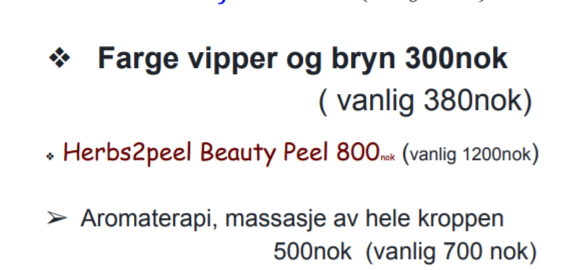 ❖ Farge vipper og bryn 300nok
( vanlig 380nok)
❖ Herbs2peel Beauty Peel 800nok (vanlig 1200nok)
➢ Aromaterapi, massasje av hele kroppen
500nok (vanlig 700 nok)